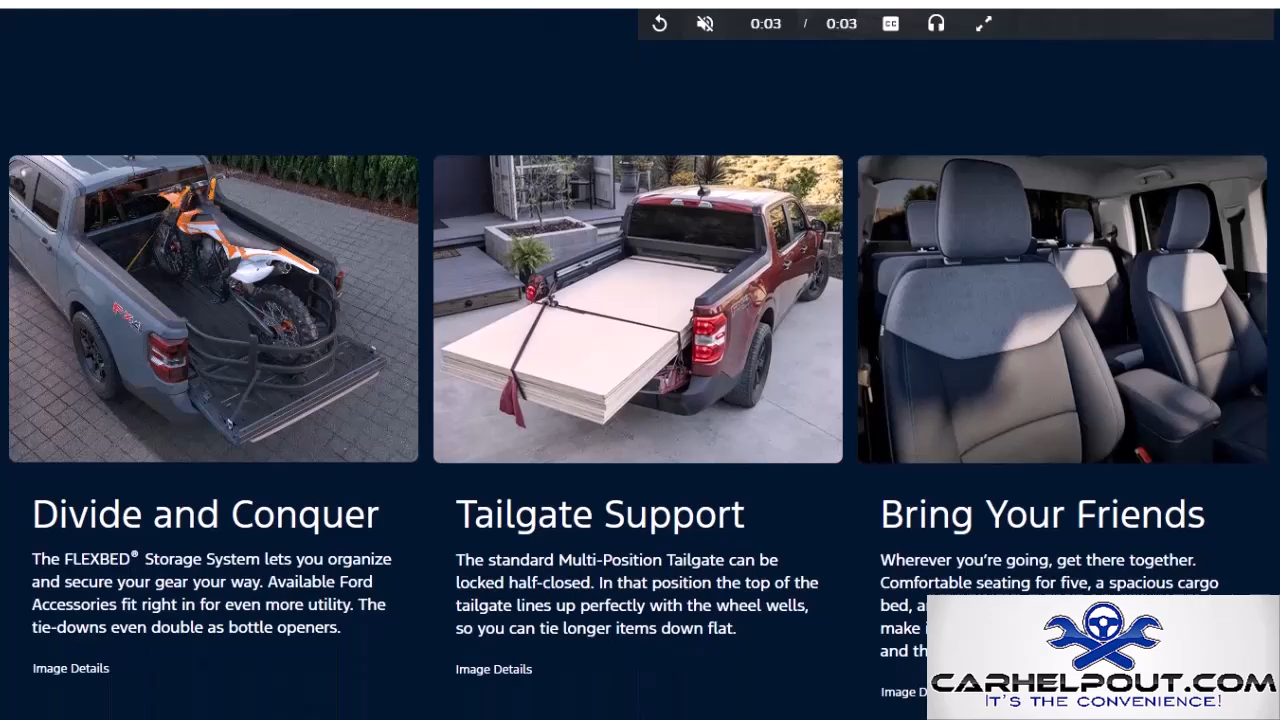 0:03 / 0:03 CC
FX4
Divide and Conquer
The FLEXBED® Storage System lets you organize
and secure your gear your way. Available Ford
Accessories fit right in for even more utility. The
tie-downs even double as bottle openers.
Image Details
Tailgate Support
The standard Multi-Position Tailgate can be
locked half-closed. In that position the top of the
tailgate lines up perfectly with the wheel wells,
so you can tie longer items down flat.
Image Details
Bring Your Friends
Wherever you're going, get there together.
Comfortable seating for five, a spacious cargo
bed,
make
and
Image
CARHELPOUT.COM
IT'S THE CONVENIENCE!